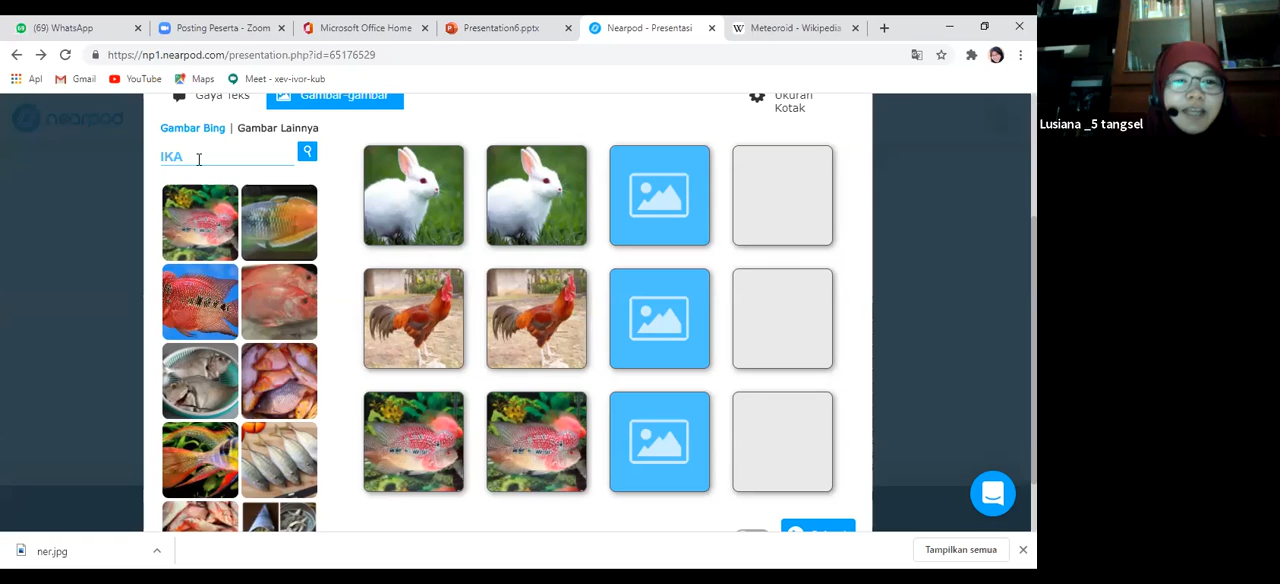 (69) WhatsApp
Posting Peserta - Zoom
Microsoft Office Home
Presentation6.pptx
Nearpod - Presentasi
Meteoroid - Wikipedia
https://np1.nearpod.com/presentation.php?id=65176529
Apl
Gmail
YouTube
Maps
Meet - xev-ivor-kub
nearpod
Gaya Teks
Gambar-gambar
Ukuran
Kotak
Gambar Bing | Gambar Lainnya
IKA
ner.jpg
Tampilkan semua
Lusiana _5 tangsel